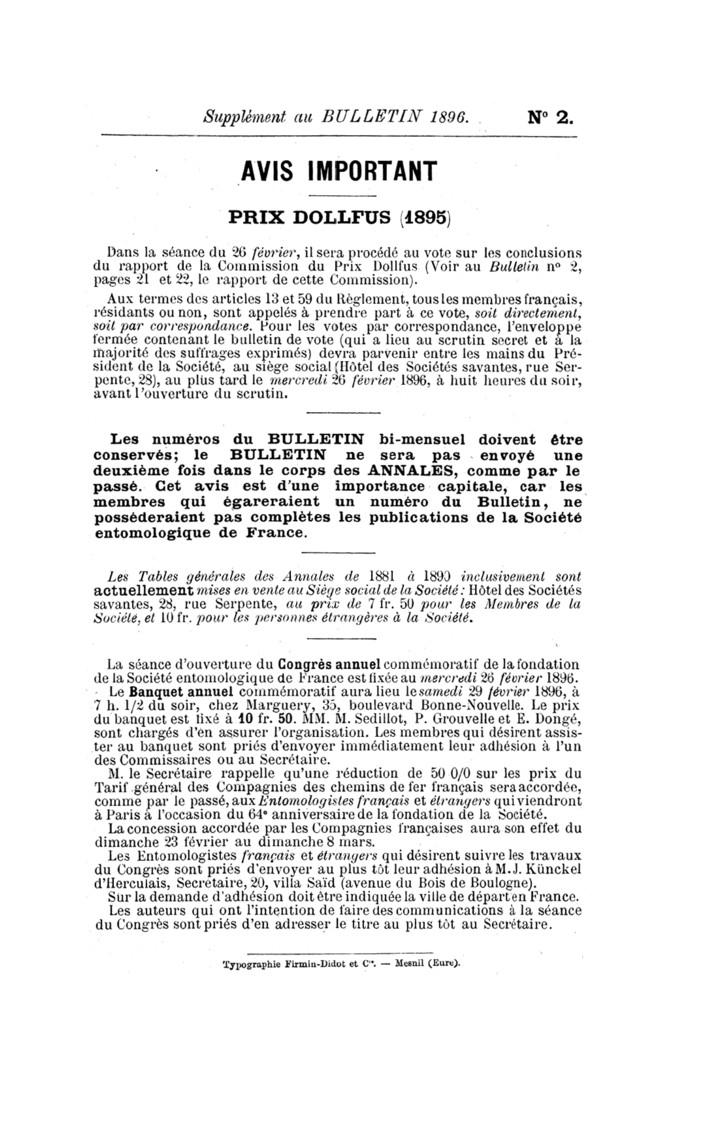 Supplément au BULLETIN 1896. N° 2.
AVIS IMPORTANT
PRIX DOLLFUS (1895)
Dans la séance du 26 février, il sera procédé au vote sur les conclusions
du rapport de la Commission du Prix Dollfus (Voir au Bulletin n° 2,
pages 21 et 22, le rapport de cette Commission).
Aux termes des articles 13 et 59 du Règlement, tous les membres français,
résidants ou non, sont appelés à prendre part à ce vote, soit directement,
soit par correspondance. Pour les votes par correspondance, l'enveloppe
fermée contenant le bulletin de vote (qui a lieu au scrutin secret et à la
majorité des suffrages exprimés) devra parvenir entre les mains du Pré-
sident de la Société, au siège social (Hôtel des Sociétés savantes, rue Ser-
pente, 28), au plus tard le mercredi 26 février 1896, à huit heures du soir,
avant l'ouverture du scrutin.
Les numéros du BULLETIN bi-mensuel doivent être
conservés; le BULLETIN ne sera pas envoyé une
deuxième fois dans le corps des ANNALES, comme par le
passé. Cet avis est d'une importance capitale, car les
membres qui égareraient un numéro du Bulletin, ne
posséderaient pas complètes les publications de la Société
entomologique de France.
Les Tables générales des Annales de 1881 à 1890 inclusivement sont
actuellement mises en vente au Siège social de la Société: Hôtel des Sociétés
savantes, 28, rue Serpente, au prix de 7 fr. 50 pour les Membres de la
Société, et 10 fr. pour les personnes étrangères à la Société.
La séance d'ouverture du Congrès annuel commémoratif de la fondation
de la Société entomologique de France est fixée au mercredi 26 février 1896.
Le Banquet annuel commémoratif aura lieu le samedi 29 février 1896, à
7 h. 1/2 du soir, chez Marguery, 35, boulevard Bonne-Nouvelle. Le prix
du banquet est fixé à 10 fr. 50. MM. M. Sedillot, P. Grouvelle et E. Dongé,
sont chargés d'en assurer l'organisation. Les membres qui désirent assis-
ter au banquet sont priés d'envoyer immédiatement leur adhésion à l'un
des Commissaires ou au Secrétaire.
M. le Secrétaire rappelle qu'une réduction de 50 0/0 sur les prix du
Tarif général des Compagnies des chemins de fer français sera accordée,
comme par le passé, aux Entomologistes français et étrangers qui viendront
à Paris à l'occasion du 64e anniversaire de la fondation de la Société.
La concession accordée par les Compagnies françaises aura son effet du
dimanche 23 février au dimanche 8 mars.
Les Entomologistes français et étrangers qui désirent suivre les travaux
du Congrès sont priés d'envoyer au plus tôt leur adhésion à M. J. Künckel
d'Herculais, Secrétaire, 20, villa Saïd (avenue du Bois de Boulogne).
Sur la demande d'adhésion doit être indiquée la ville de départ en France.
Les auteurs qui ont l'intention de faire des communications à la séance
du Congrès sont priés d'en adresser le titre au plus tôt au Secrétaire.
Typographie Firmin-Didot et Cie. — Mesnil (Eure).